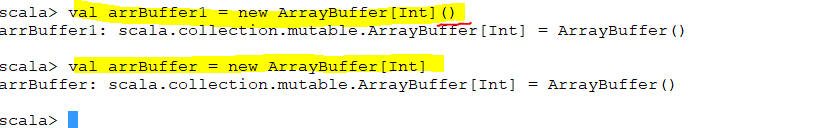 scala> val arrBuffer1 = new ArrayBuffer[Int]()
arrBuffer1: scala.collection.mutable.ArrayBuffer[Int] = ArrayBuffer()
scala> val arrBuffer = new ArrayBuffer[Int]
arrBuffer: scala.collection.mutable.ArrayBuffer[Int] = ArrayBuffer()
scala>